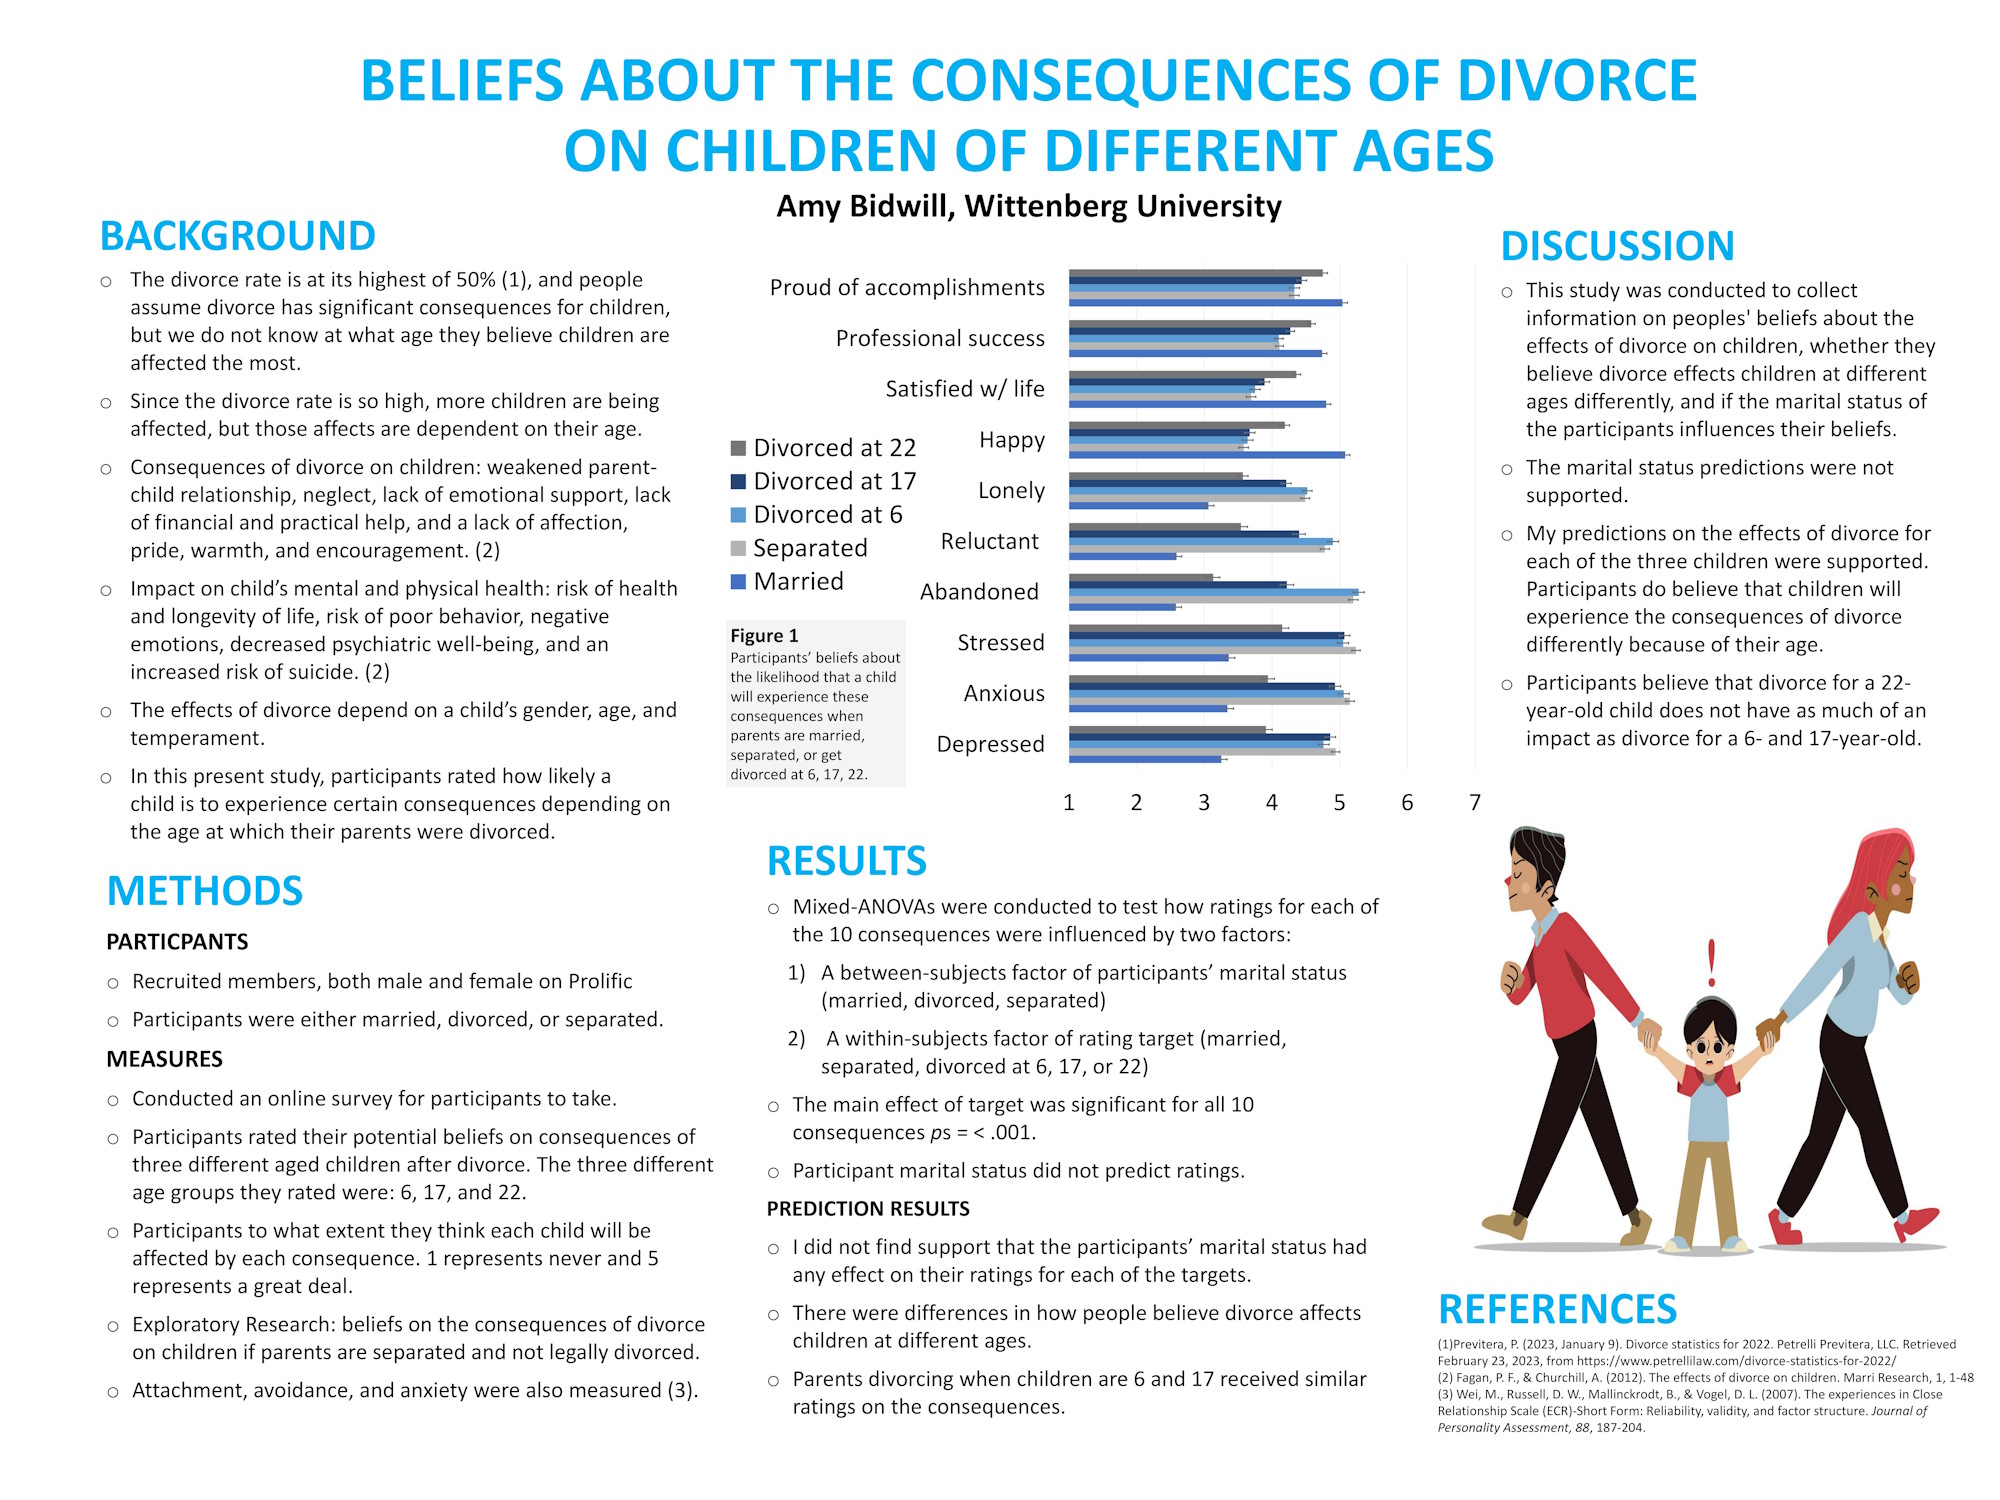 BELIEFS ABOUT THE CONSEQUENCES OF DIVORCE
ON CHILDREN OF DIFFERENT AGES
Amy Bidwill, Wittenberg University
BACKGROUND
○ The divorce rate is at its highest of 50% (1), and people
assume divorce has significant consequences for children,
but we do not know at what age they believe children are
affected the most.
○ Since the divorce rate is so high, more children are being
affected, but those affects are dependent on their age.
○ Consequences of divorce on children: weakened parent-
child relationship, neglect, lack of emotional support, lack
of financial and practical help, and a lack of affection,
pride, warmth, and encouragement. (2)
○ Impact on child’s mental and physical health: risk of health
and longevity of life, risk of poor behavior, negative
emotions, decreased psychiatric well-being, and an
increased risk of suicide. (2)
○ The effects of divorce depend on a child’s gender, age, and
temperament.
○ In this present study, participants rated how likely a
child is to experience certain consequences depending on
the age at which their parents were divorced.
METHODS
PARTICPANTS
○ Recruited members, both male and female on Prolific
○ Participants were either married, divorced, or separated.
MEASURES
○ Conducted an online survey for participants to take.
○ Participants rated their potential beliefs on consequences of
three different aged children after divorce. The three different
age groups they rated were: 6, 17, and 22.
○ Participants to what extent they think each child will be
affected by each consequence. 1 represents never and 5
represents a great deal.
○ Exploratory Research: beliefs on the consequences of divorce
on children if parents are separated and not legally divorced.
○ Attachment, avoidance, and anxiety were also measured (3).
Proud of accomplishments
Professional success
Satisfied w/ life
Happy
Lonely
Reluctant
Abandoned
Stressed
Anxious
Depressed
1 2 3 4 5 6 7
Divorced at 22
Divorced at 17
Divorced at 6
Separated
Married
Figure 1
Participants’ beliefs about
the likelihood that a child
will experience these
consequences when
parents are married,
separated, or get
divorced at 6, 17, 22.
RESULTS
○ Mixed-ANOVAs were conducted to test how ratings for each of
the 10 consequences were influenced by two factors:
1) A between-subjects factor of participants’ marital status
(married, divorced, separated)
2) A within-subjects factor of rating target (married,
separated, divorced at 6, 17, or 22)
○ The main effect of target was significant for all 10
consequences ps = < .001.
○ Participant marital status did not predict ratings.
PREDICTION RESULTS
○ I did not find support that the participants’ marital status had
any effect on their ratings for each of the targets.
○ There were differences in how people believe divorce affects
children at different ages.
○ Parents divorcing when children are 6 and 17 received similar
ratings on the consequences.
DISCUSSION
○ This study was conducted to collect
information on peoples' beliefs about the
effects of divorce on children, whether they
believe divorce effects children at different
ages differently, and if the marital status of
the participants influences their beliefs.
○ The marital status predictions were not
supported.
○ My predictions on the effects of divorce for
each of the three children were supported.
Participants do believe that children will
experience the consequences of divorce
differently because of their age.
○ Participants believe that divorce for a 22-
year-old child does not have as much of an
impact as divorce for a 6- and 17-year-old.
!
REFERENCES
(1)Previtera, P. (2023, January 9). Divorce statistics for 2022. Petrelli Previtera, LLC. Retrieved
February 23, 2023, from https://www.petrellilaw.com/divorce-statistics-for-2022/
(2) Fagan, P. F., & Churchill, A. (2012). The effects of divorce on children. Marri Research, 1, 1-48
(3) Wei, M., Russell, D. W., Mallinckrodt, B., & Vogel, D. L. (2007). The experiences in Close
Relationship Scale (ECR)-Short Form: Reliability, validity, and factor structure. Journal of
Personality Assessment, 88, 187-204.